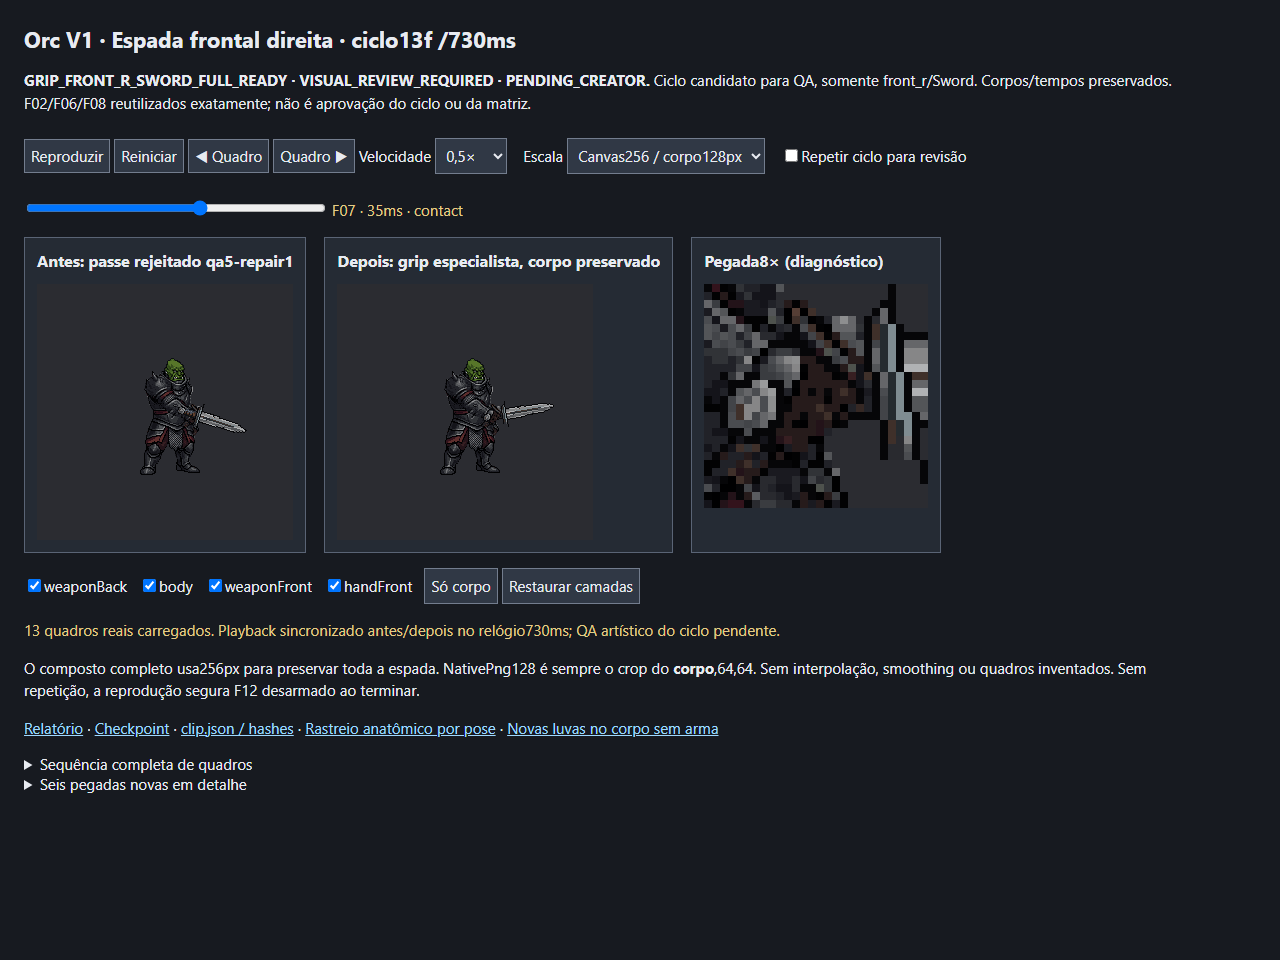 Orc V1 · Espada frontal direita · ciclo13f /730ms
GRIP_FRONT_R_SWORD_FULL_READY · VISUAL_REVIEW_REQUIRED · PENDING_CREATOR. Ciclo candidato para QA, somente front_r/Sword. Corpos/tempos preservados.
F02/F06/F08 reutilizados exatamente; não é aprovação do ciclo ou da matriz.
Reproduzir Reiniciar ◀ Quadro Quadro ▶ Velocidade 0,5× Escala Canvas256 / corpo128px Repetir ciclo para revisão
F07 · 35ms · contact
Antes: passe rejeitado qa5-repair1 Depois: grip especialista, corpo preservado Pegada8× (diagnóstico)
weaponBack body weaponFront handFront Só corpo Restaurar camadas
13 quadros reais carregados. Playback sincronizado antes/depois no relógio730ms; QA artístico do ciclo pendente.
O composto completo usa256px para preservar toda a espada. NativePng128 é sempre o crop do corpo,64,64. Sem interpolação, smoothing ou quadros inventados. Sem
repetição, a reprodução segura F12 desarmado ao terminar.
Relatório · Checkpoint · clip.json / hashes · Rastreio anatômico por pose · Novas luvas no corpo sem arma
▶ Sequência completa de quadros
▶ Seis pegadas novas em detalhe